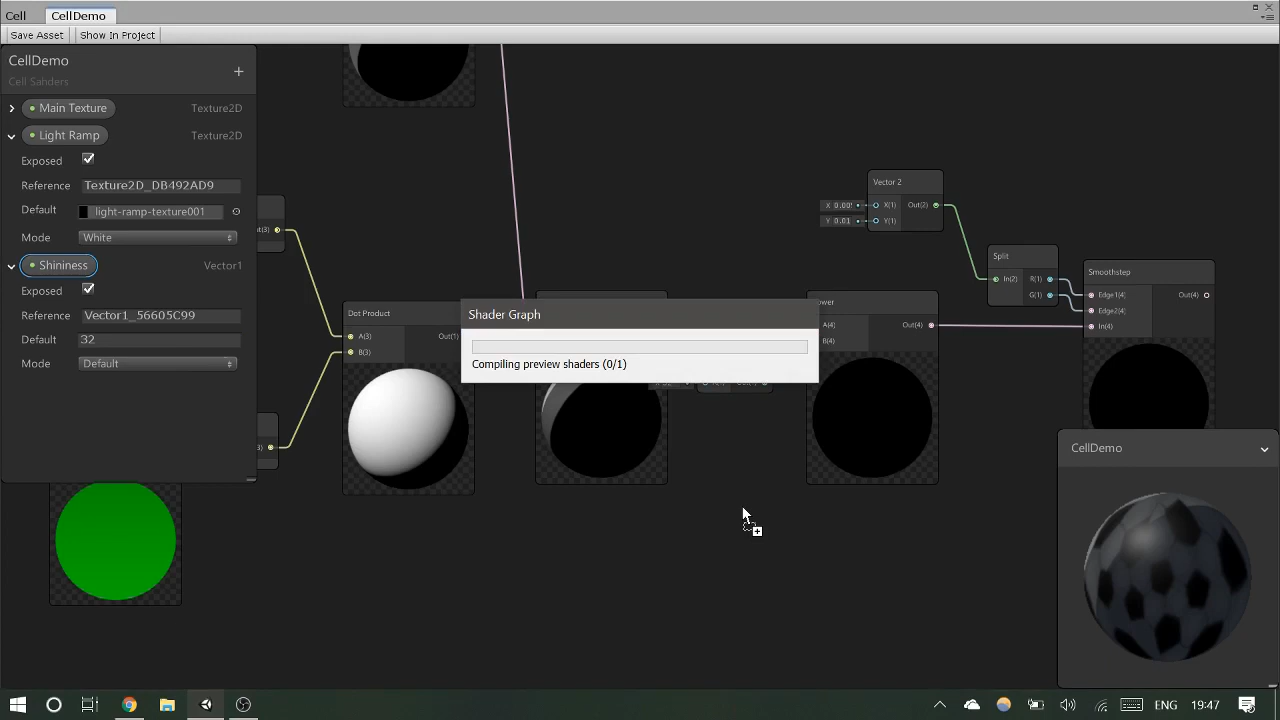 Cell
CellDemo
Save Asset
Show In Project
CellDemo
Cell Sanders
Main Texture
Texture2D
Light Ramp
Texture2D
Exposed
Reference
Texture2D_DB492AD9
Default
light-ramp-texture001
Mode
White
Shininess
Vector1
Exposed
Reference
Vector1_56605C99
Default
32
Mode
Default
Dot Product
A(3)
B(3)
Out(1)
Shader Graph
Compiling preview shaders (0/1)
A(4)
B(4)
Out(4)
Vector 2
X 0.00
Y 0.01
X(1)
Y(1)
Out(2)
Split
In(2)
R(1)
G(1)
Smoothstep
Edge1(4)
Edge2(4)
In(4)
Out(4)
CellDemo
ENG
19:47